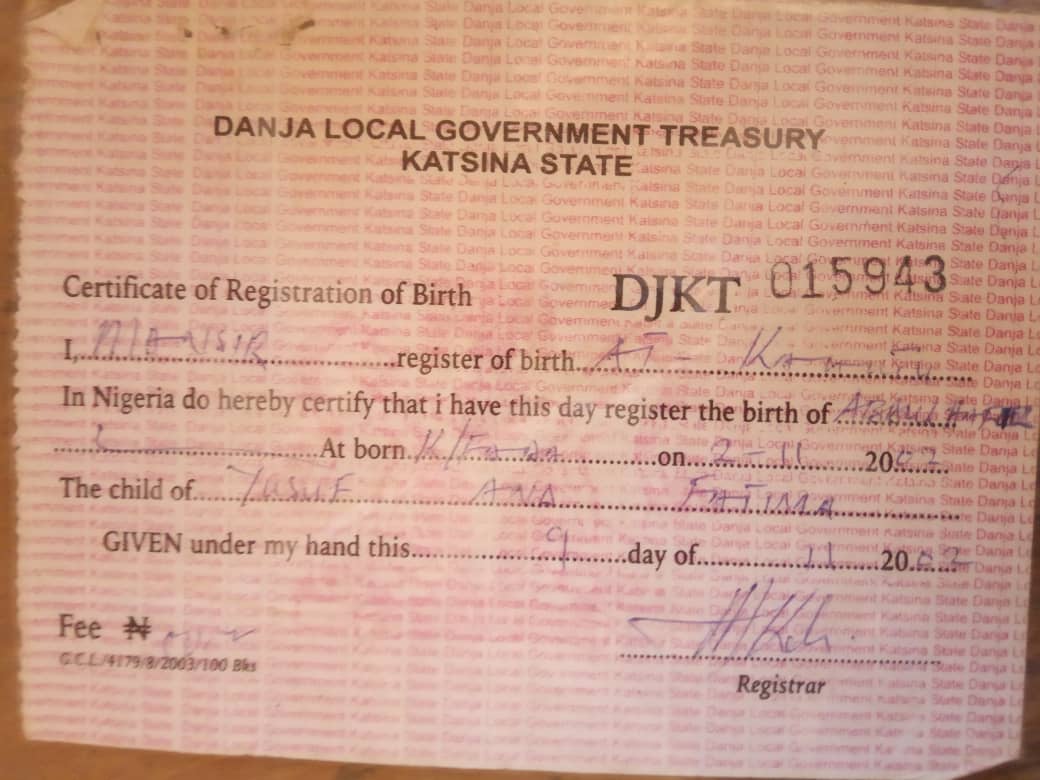 DANJA LOCAL GOVERNMENT TREASURY
KATSINA STATE
Certificate of Registration of Birth DJKT 015943
I, MANSIR register of birth AT -
In Nigeria do hereby certify that i have this day register the birth of
At born on 2-11 20
The child of YUSUF ANA FATIMA
GIVEN under my hand this 9 day of 11 20
Fee ₦
G.C.L/4179/8/2003/100 Bks
Registrar